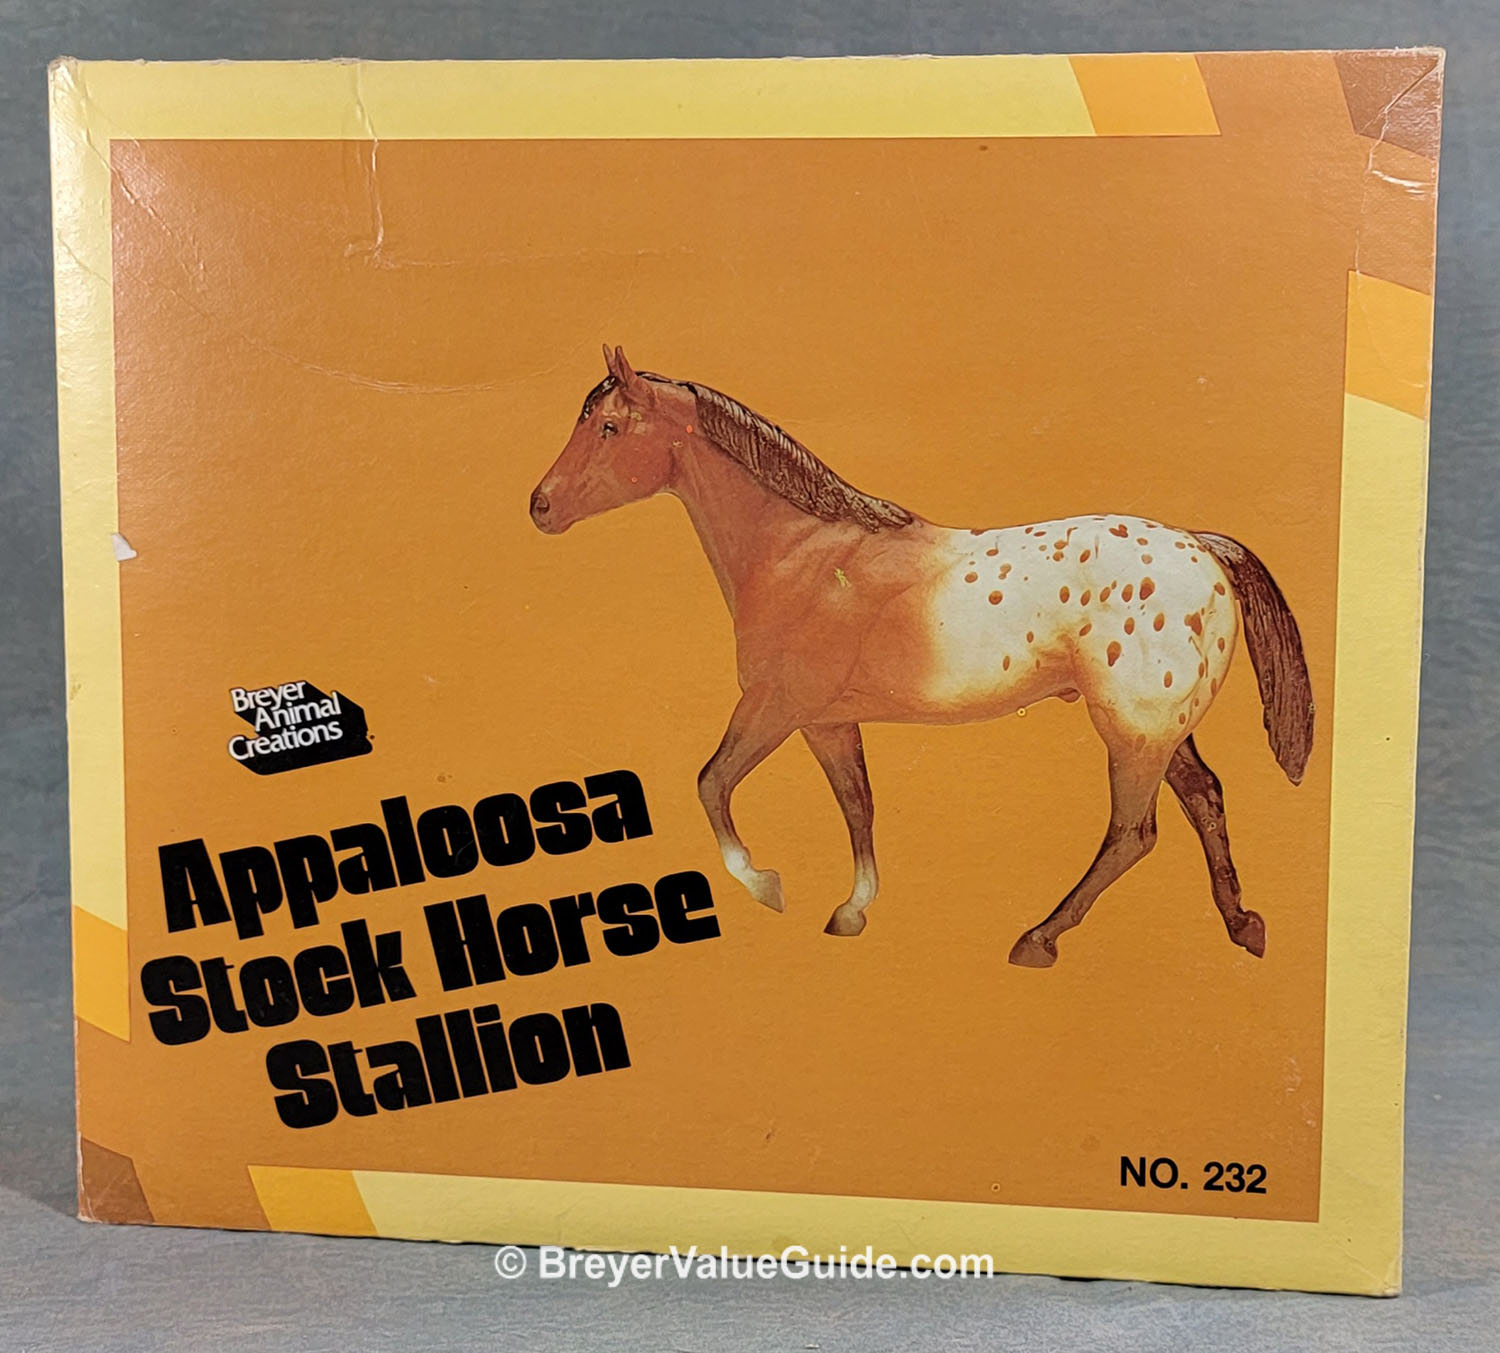 Breyer
Animal
Creations
Appaloosa
Stock Horse
Stallion
NO. 232
© BreyerValueGuide.com